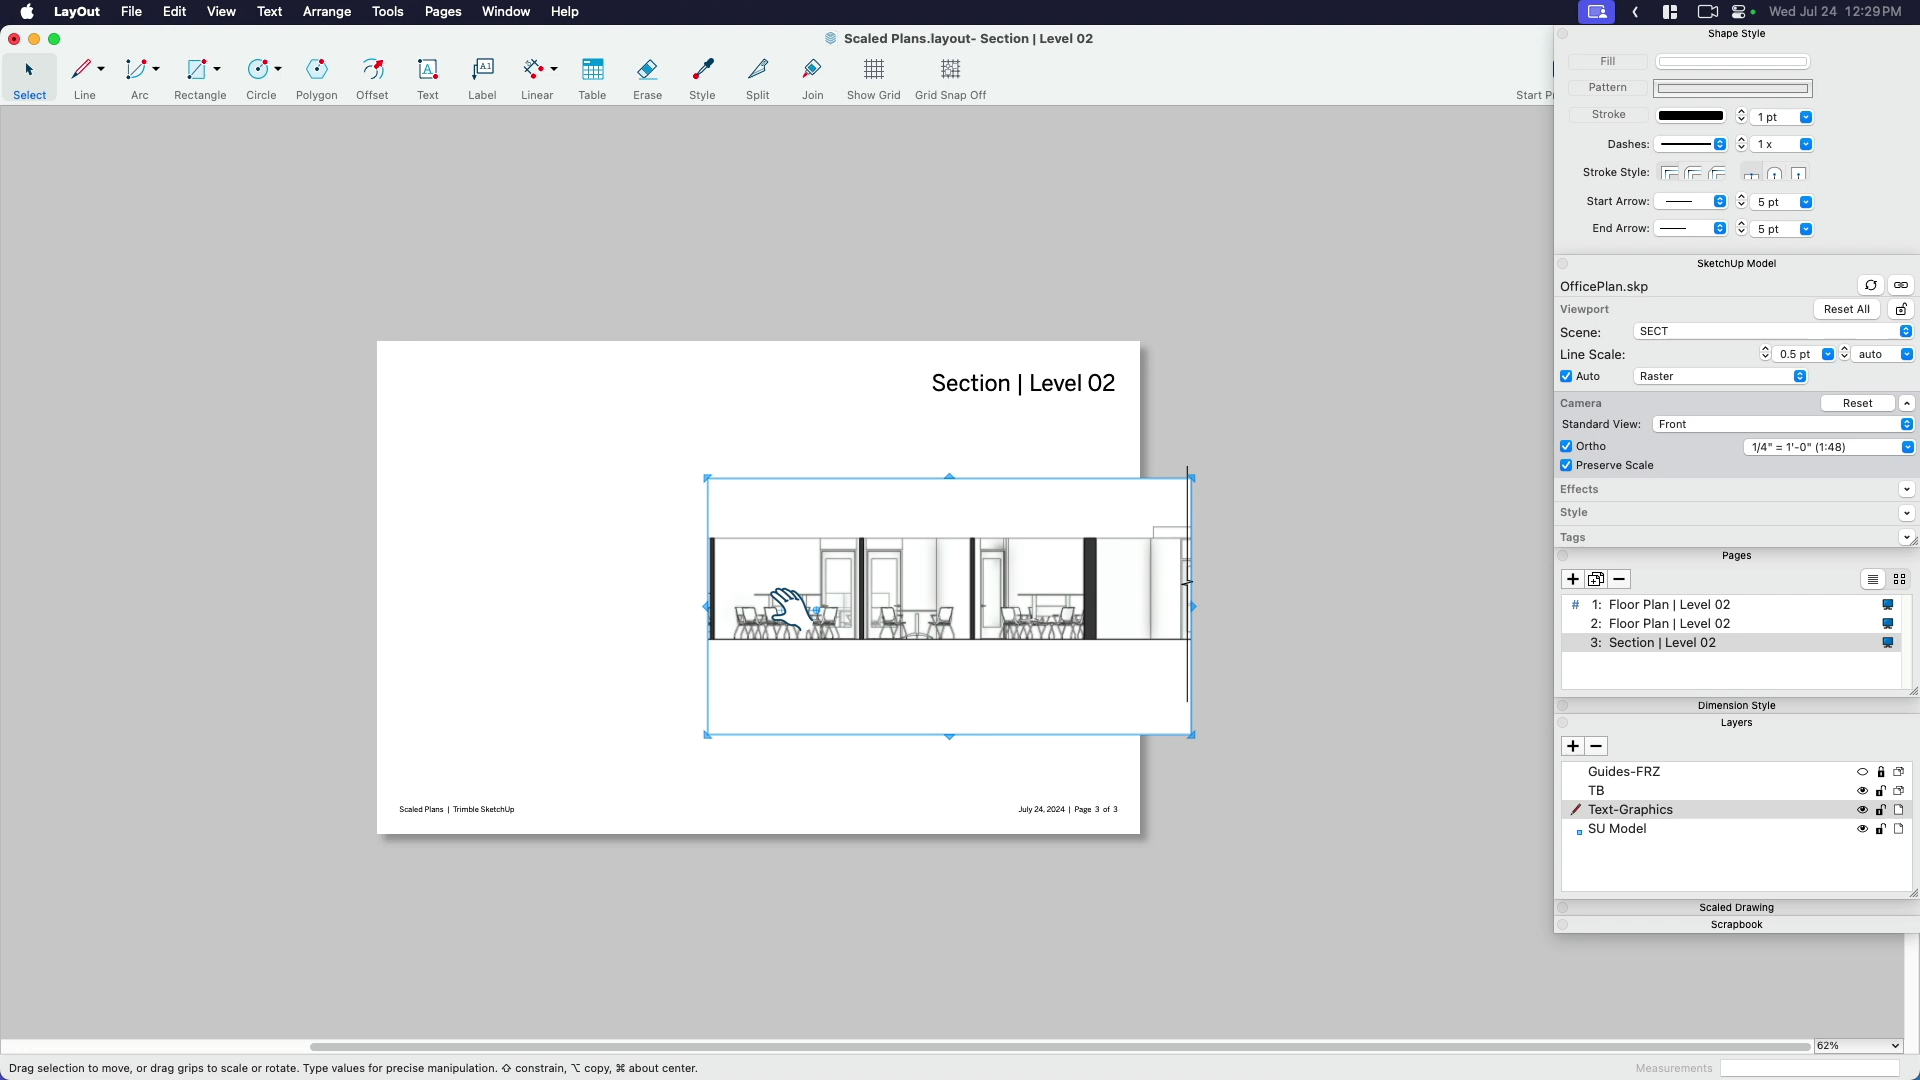 LayOut File Edit View Text Arrange Tools Pages Window Help
Wed Jul 24 12:29PM
Scaled Plans.layout- Section | Level 02
Select Line Arc Rectangle Circle Polygon Offset Text Label Linear Table Erase Style Split Join Show Grid Grid Snap Off
Section | Level 02
Scaled Plans | Trimble SketchUp
July 24, 2024 | Page 3 of 3
Shape Style
Fill
Pattern
Stroke 1 pt
Dashes: 1 x
Stroke Style:
Start Arrow: 5 pt
End Arrow: 5 pt
SketchUp Model
OfficePlan.skp
Viewport Reset All
Scene: SECT
Line Scale: 0.5 pt auto
Auto Raster
Camera Reset
Standard View: Front
Ortho 1/4" = 1'-0" (1:48)
Preserve Scale
Effects
Style
Tags
Pages
# 1: Floor Plan | Level 02
2: Floor Plan | Level 02
3: Section | Level 02
Dimension Style
Layers
Guides-FRZ
TB
Text-Graphics
SU Model
Scaled Drawing
Scrapbook
62%
Drag selection to move, or drag grips to scale or rotate. Type values for precise manipulation. ⇧ constrain, ⌥ copy, ⌘ about center.
Measurements